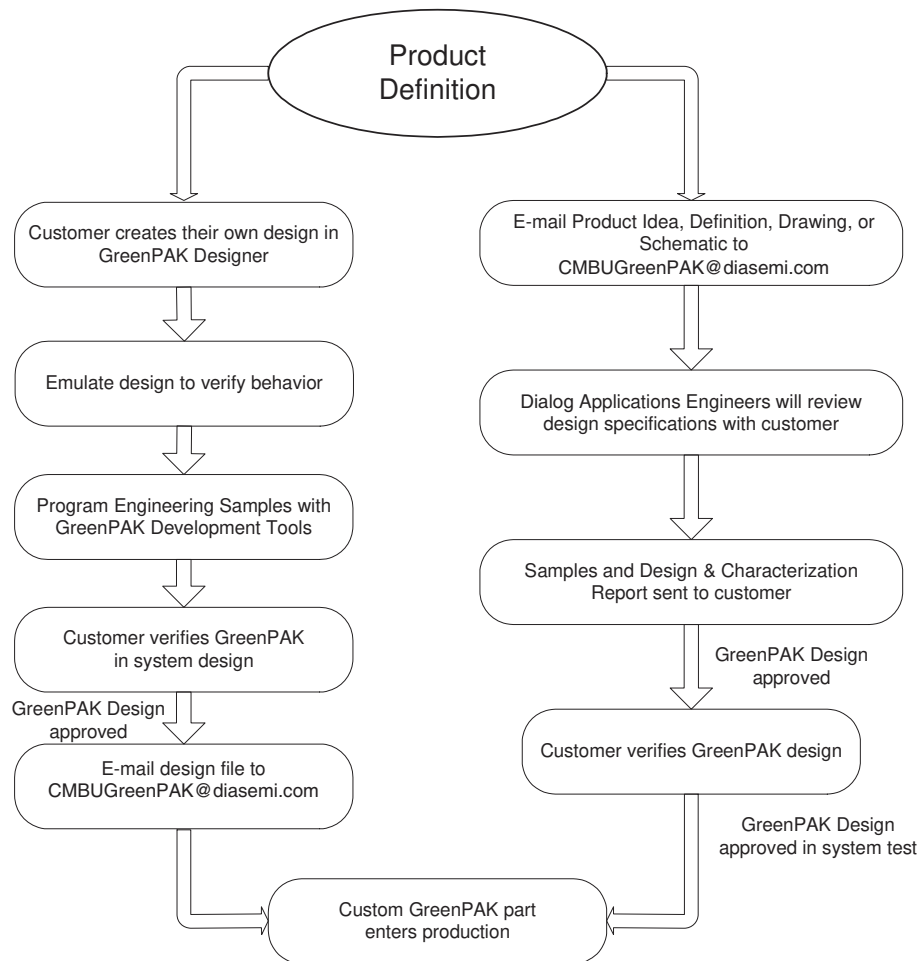 Product
Definition
Customer creates their own design in
GreenPAK Designer
Emulate design to verify behavior
Program Engineering Samples with
GreenPAK Development Tools
Customer verifies GreenPAK
in system design
GreenPAK Design
approved
E-mail design file to
CMBUGreenPAK@diasemi.com
E-mail Product Idea, Definition, Drawing, or
Schematic to
CMBUGreenPAK@diasemi.com
Dialog Applications Engineers will review
design specifications with customer
Samples and Design & Characterization
Report sent to customer
GreenPAK Design
approved
Customer verifies GreenPAK design
GreenPAK Design
approved in system test
Custom GreenPAK part
enters production